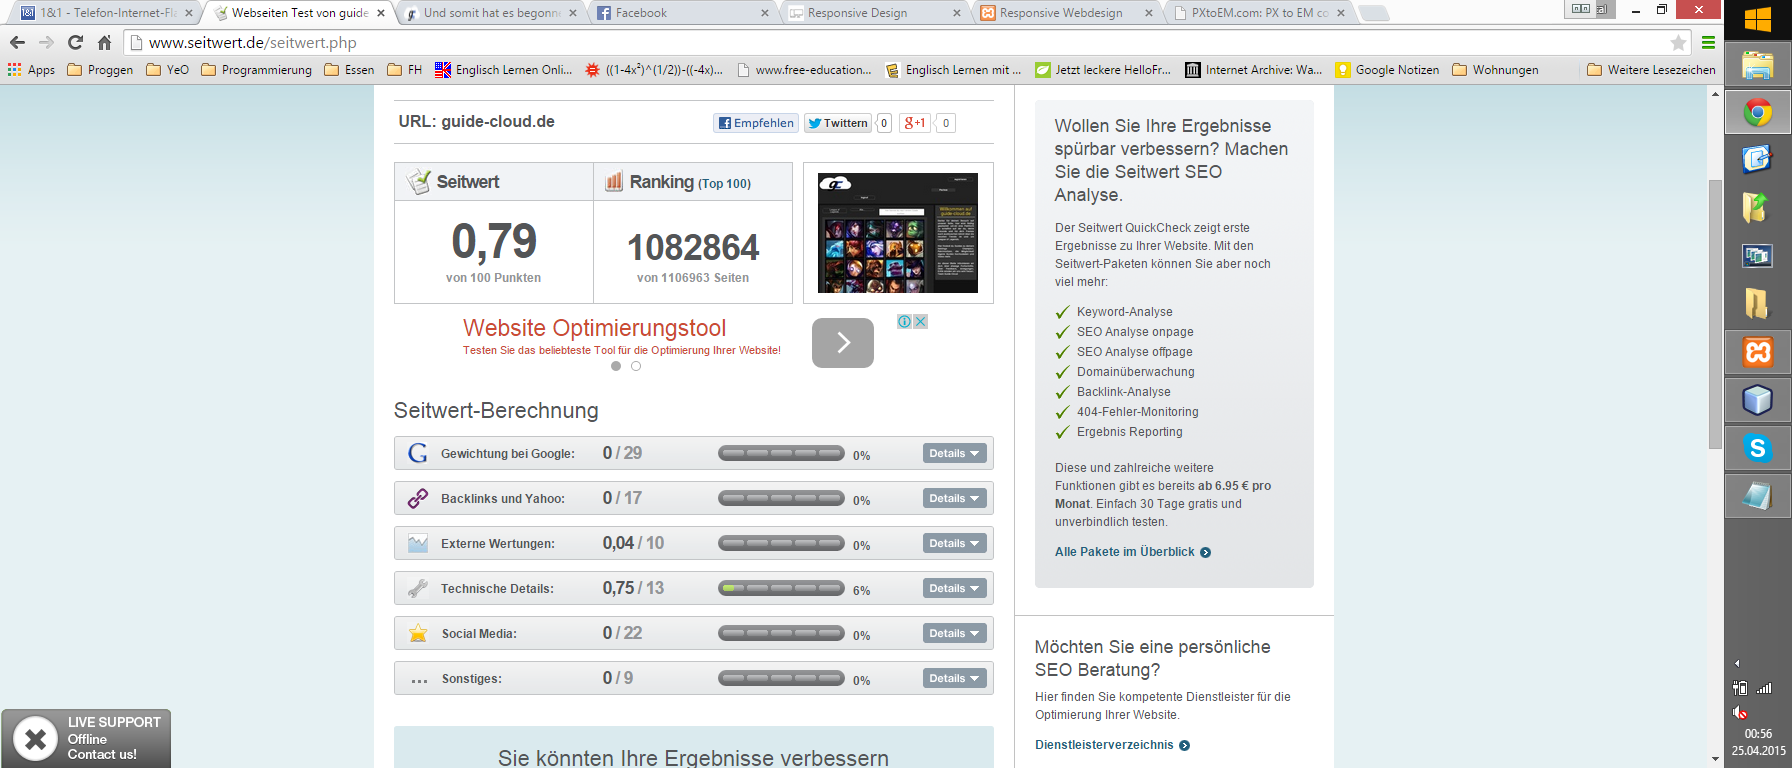 1&1 - Telefon-Internet-Fla
Webseiten Test von guide
Und somit hat es begonne
Facebook
Responsive Design
Responsive Webdesign
PXtoEM.com: PX to EM co
www.seitwert.de/seitwert.php
Apps
Proggen
YeO
Programmierung
Essen
FH
Englisch Lernen Onli...
((1-4x²)^(1/2))-((-4x)...
www.free-education...
Englisch Lernen mit ...
Jetzt leckere HelloFr...
Internet Archive: Wa...
Google Notizen
Wohnungen
Weitere Lesezeichen
URL: guide-cloud.de
Empfehlen
Twittern
0
g+1
0
Seitwert
Ranking (Top 100)
0,79
von 100 Punkten
1082864
von 1106963 Seiten
Website Optimierungstool
Testen Sie das beliebteste Tool für die Optimierung Ihrer Website!
Seitwert-Berechnung
Gewichtung bei Google: 0 / 29 0% Details
Backlinks und Yahoo: 0 / 17 0% Details
Externe Wertungen: 0,04 / 10 0% Details
Technische Details: 0,75 / 13 6% Details
Social Media: 0 / 22 0% Details
Sonstiges: 0 / 9 0% Details
Sie könnten Ihre Ergebnisse verbessern
Wollen Sie Ihre Ergebnisse
spürbar verbessern? Machen
Sie die Seitwert SEO
Analyse.
Der Seitwert QuickCheck zeigt erste
Ergebnisse zu Ihrer Website. Mit den
Seitwert-Paketen können Sie aber noch
viel mehr:
Keyword-Analyse
SEO Analyse onpage
SEO Analyse offpage
Domainüberwachung
Backlink-Analyse
404-Fehler-Monitoring
Ergebnis Reporting
Diese und zahlreiche weitere
Funktionen gibt es bereits ab 6.95 € pro
Monat. Einfach 30 Tage gratis und
unverbindlich testen.
Alle Pakete im Überblick
Möchten Sie eine persönliche
SEO Beratung?
Hier finden Sie kompetente Dienstleister für die
Optimierung Ihrer Website.
Dienstleisterverzeichnis
LIVE SUPPORT
Offline
Contact us!
00:56
25.04.2015